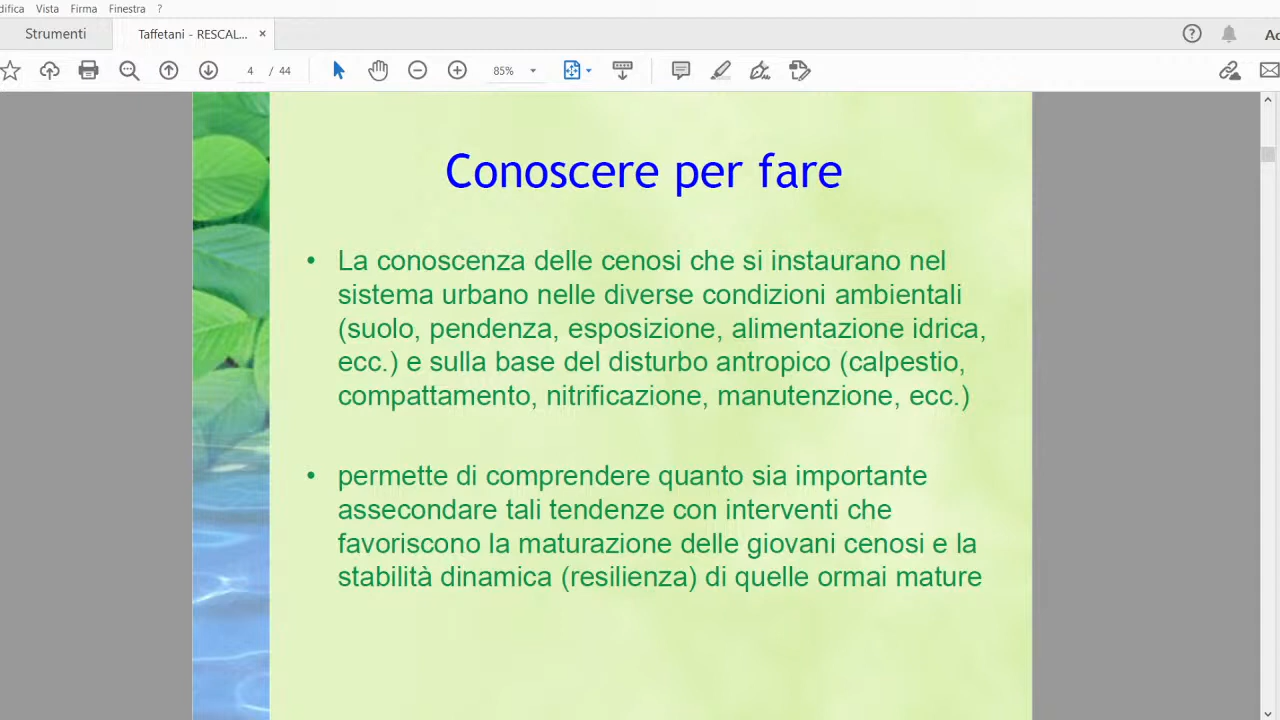 difica Vista Firma Finestra ?
Strumenti Taffetani - RESCAL... ×
4 / 44 85%
Conoscere per fare
• La conoscenza delle cenosi che si instaurano nel
sistema urbano nelle diverse condizioni ambientali
(suolo, pendenza, esposizione, alimentazione idrica,
ecc.) e sulla base del disturbo antropico (calpestio,
compattamento, nitrificazione, manutenzione, ecc.)
• permette di comprendere quanto sia importante
assecondare tali tendenze con interventi che
favoriscono la maturazione delle giovani cenosi e la
stabilità dinamica (resilienza) di quelle ormai mature